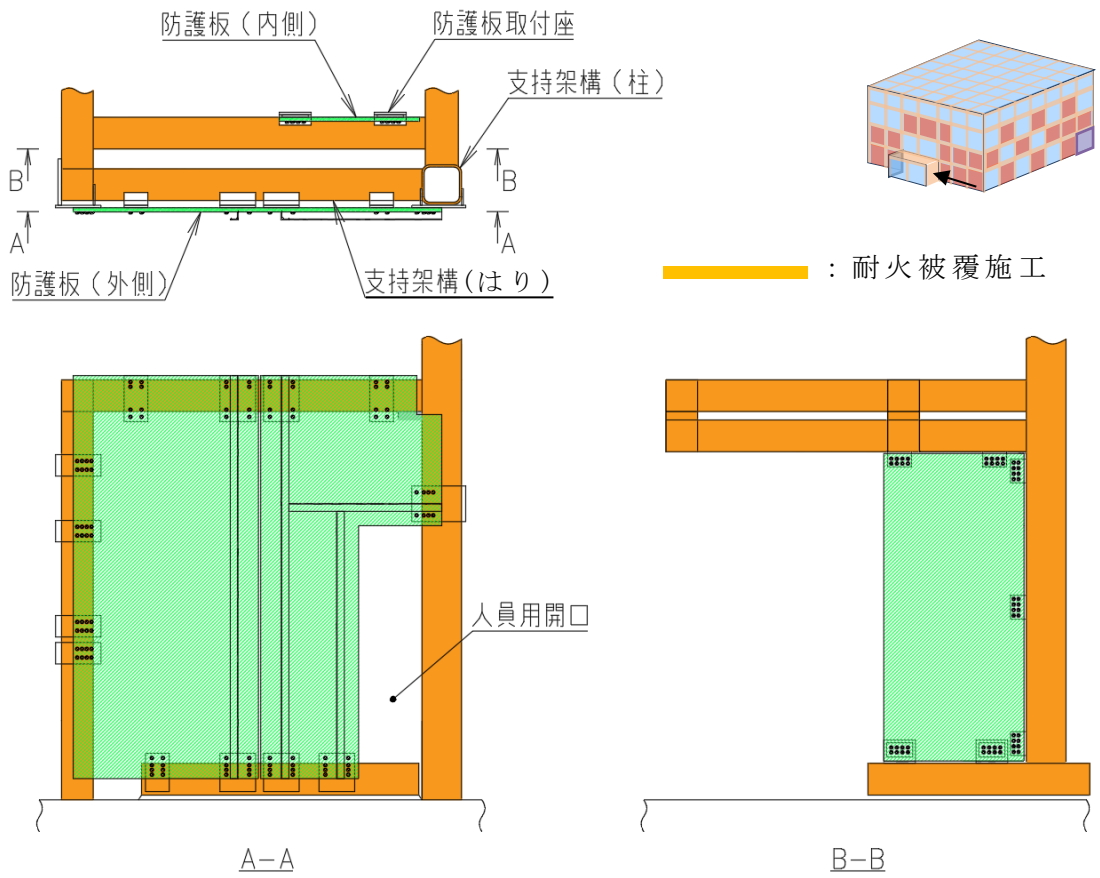 防護板(内側)
防護板取付座
支持架構(柱)
B
B
A
A
防護板(外側)
支持架構(はり)
:耐火被覆施工
人員用開口
A−A
B−B